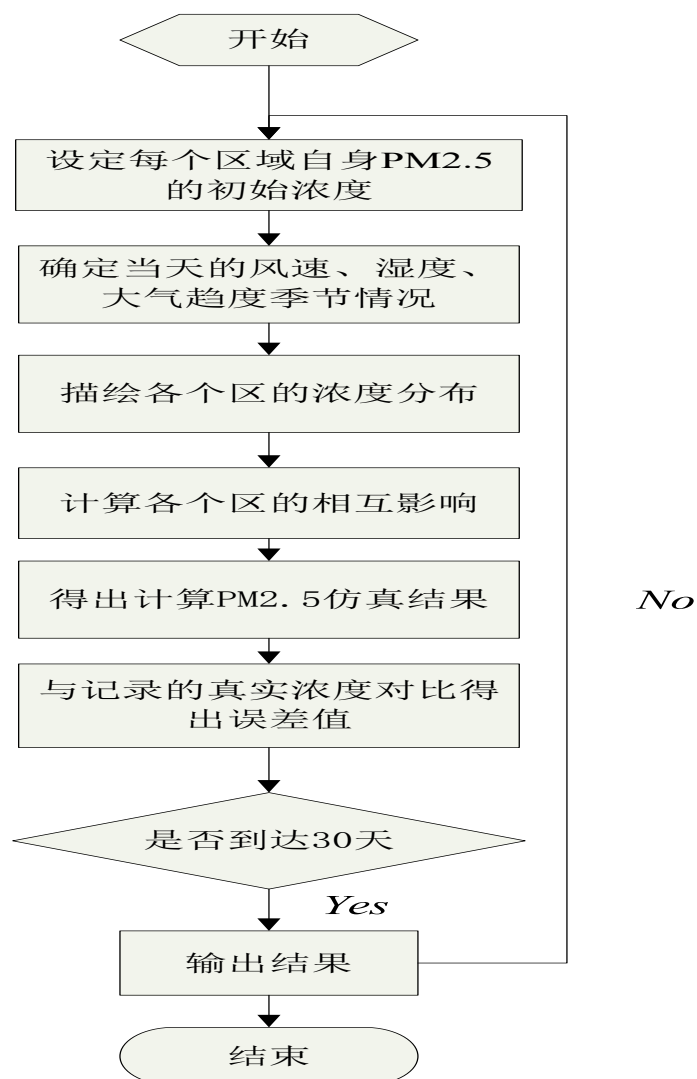 开始
设定每个区域自身PM2.5
的初始浓度
确定当天的风速、湿度、
大气趋度季节情况
描绘各个区的浓度分布
计算各个区的相互影响
得出计算PM2.5仿真结果
No
与记录的真实浓度对比得
出误差值
是否到达30天
Yes
输出结果
结束